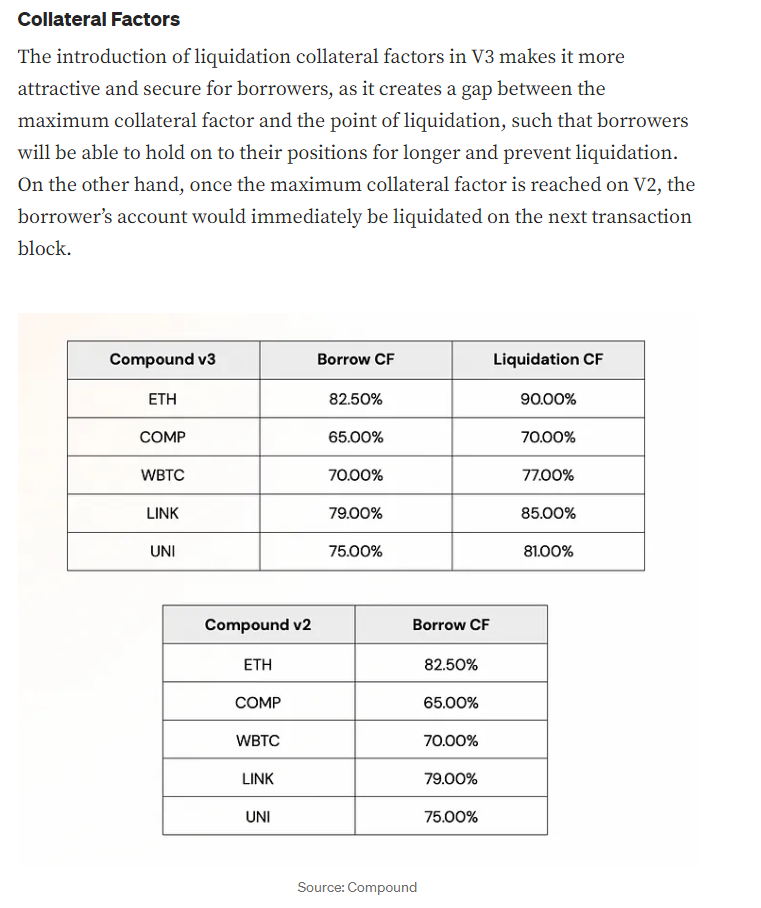 Collateral Factors
The introduction of liquidation collateral factors in V3 makes it more
attractive and secure for borrowers, as it creates a gap between the
maximum collateral factor and the point of liquidation, such that borrowers
will be able to hold on to their positions for longer and prevent liquidation.
On the other hand, once the maximum collateral factor is reached on V2, the
borrower’s account would immediately be liquidated on the next transaction
block.
Compound v3 Borrow CF Liquidation CF
ETH 82.50% 90.00%
COMP 65.00% 70.00%
WBTC 70.00% 77.00%
LINK 79.00% 85.00%
UNI 75.00% 81.00%
Compound v2 Borrow CF
ETH 82.50%
COMP 65.00%
WBTC 70.00%
LINK 79.00%
UNI 75.00%
Source: Compound